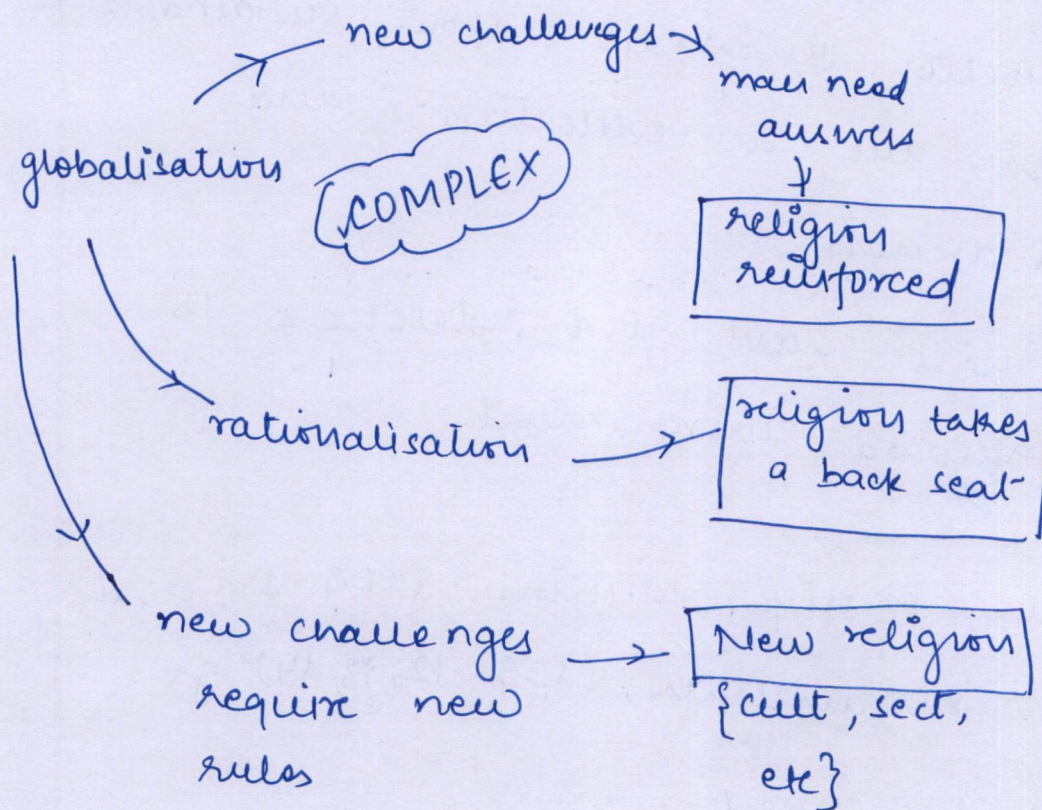 new challenges
man need
answers
globalisation
COMPLEX
religion
reinforced
rationalisation
religion takes
a back seat
new challenges
require new
rules
New religion
{cult, sect,
etc}